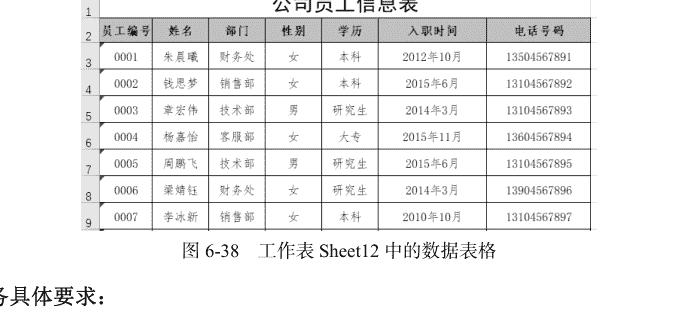 1 公司员工信息表
2 员工编号 姓名 部门 性别 学历 入职时间 电话号码
3 0001 朱晨曦 财务处 女 本科 2012年10月 13504567891
4 0002 钱思梦 销售部 女 本科 2015年6月 13104567892
5 0003 章宏伟 技术部 男 研究生 2014年3月 13104567893
6 0004 杨嘉怡 客服部 女 大专 2015年11月 13604567894
7 0005 周鹏飞 技术部 男 研究生 2015年6月 13104567895
8 0006 梁婧钰 财务处 女 研究生 2014年3月 13904567896
9 0007 李冰新 销售部 女 本科 2010年10月 13104567897
图 6-38 工作表 Sheet12 中的数据表格
务具体要求：